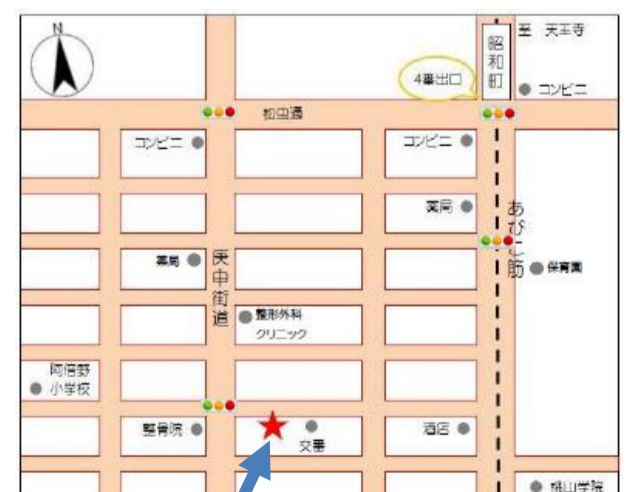 至 天王寺
昭和町
4番出口
コンビニ
松虫通
コンビニ
コンビニ
薬局
あびこ筋
薬局
庚申街道
保育園
整形外科
クリニック
阿倍野
小学校
整骨院
交番
酒店
桃山学院